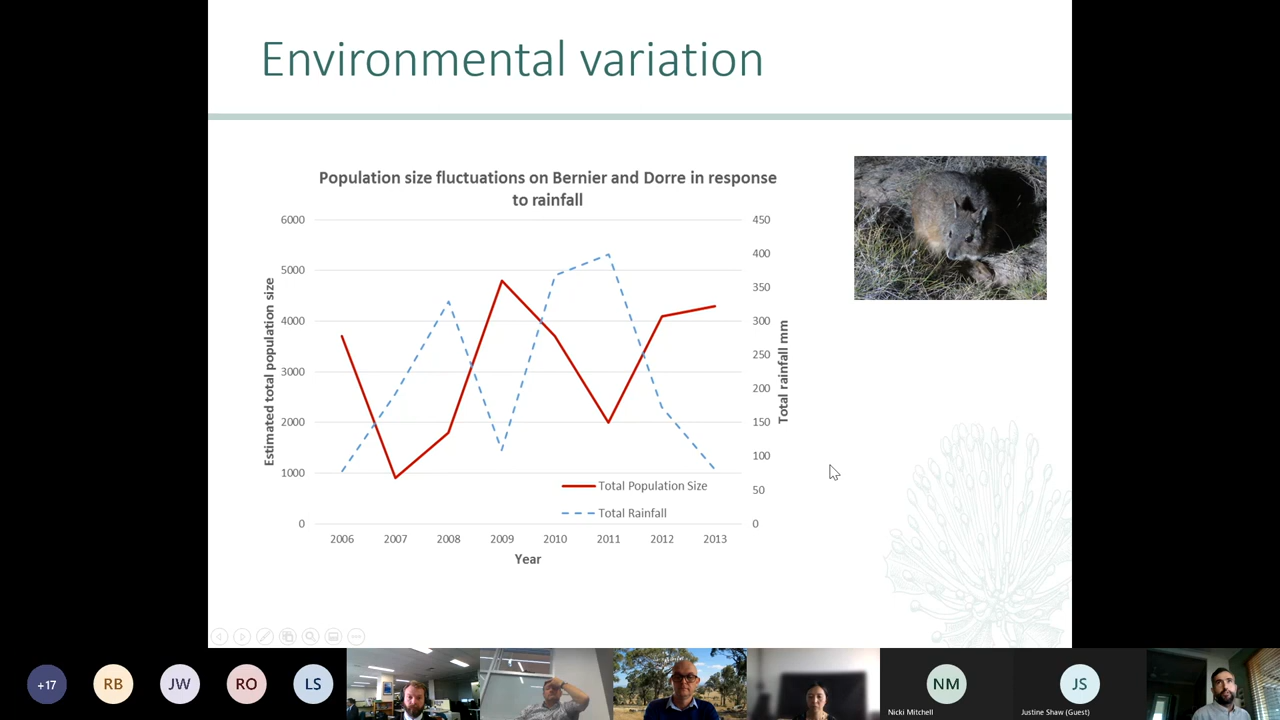 Environmental variation
Population size fluctuations on Bernier and Dorre in response
to rainfall
Estimated total population size
6000
5000
4000
3000
2000
1000
0
450
400
350
300
250
200
150
100
50
0
Total rainfall mm
Total Population Size
Total Rainfall
2006 2007 2008 2009 2010 2011 2012 2013
Year
+17
RB
JW
RO
LS
NM
Nicki Mitchell
JS
Justine Shaw (Guest)